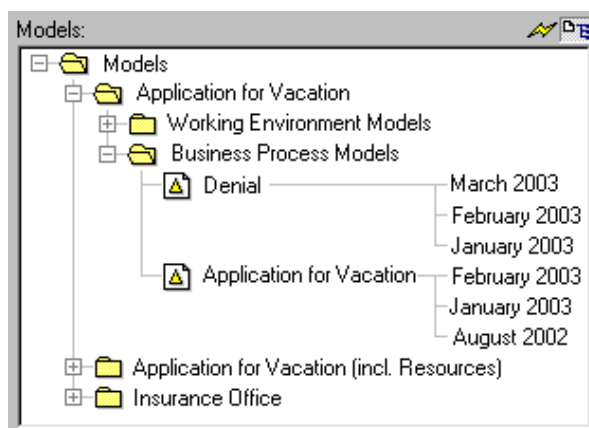 Models:
Models
Application for Vacation
Working Environment Models
Business Process Models
Denial March 2003
February 2003
January 2003
Application for Vacation February 2003
January 2003
August 2002
Application for Vacation (incl. Resources)
Insurance Office